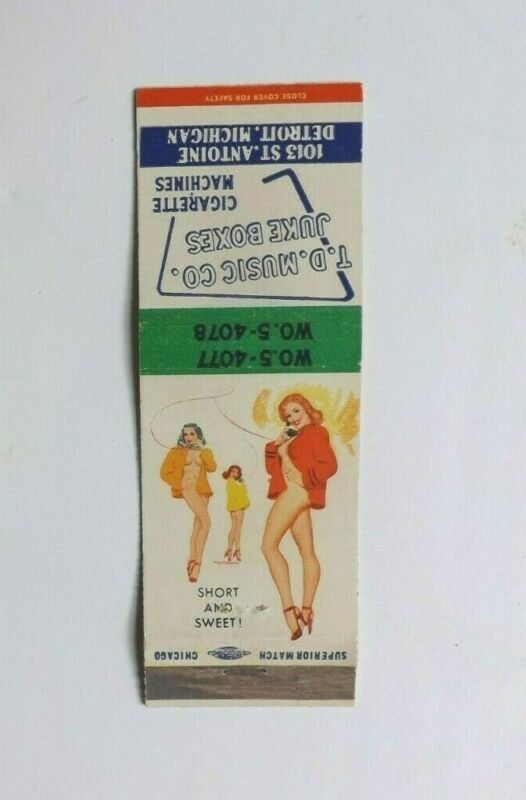 CLOSE COVER FOR SAFETY
1013 ST. ANTOINE
DETROIT, MICHIGAN
CIGARETTE
MACHINES
T.D. MUSIC CO.
JUKE BOXES
WO.5-4077
WO.5-4078
SHORT
AND
SWEET!
SUPERIOR MATCH CHICAGO